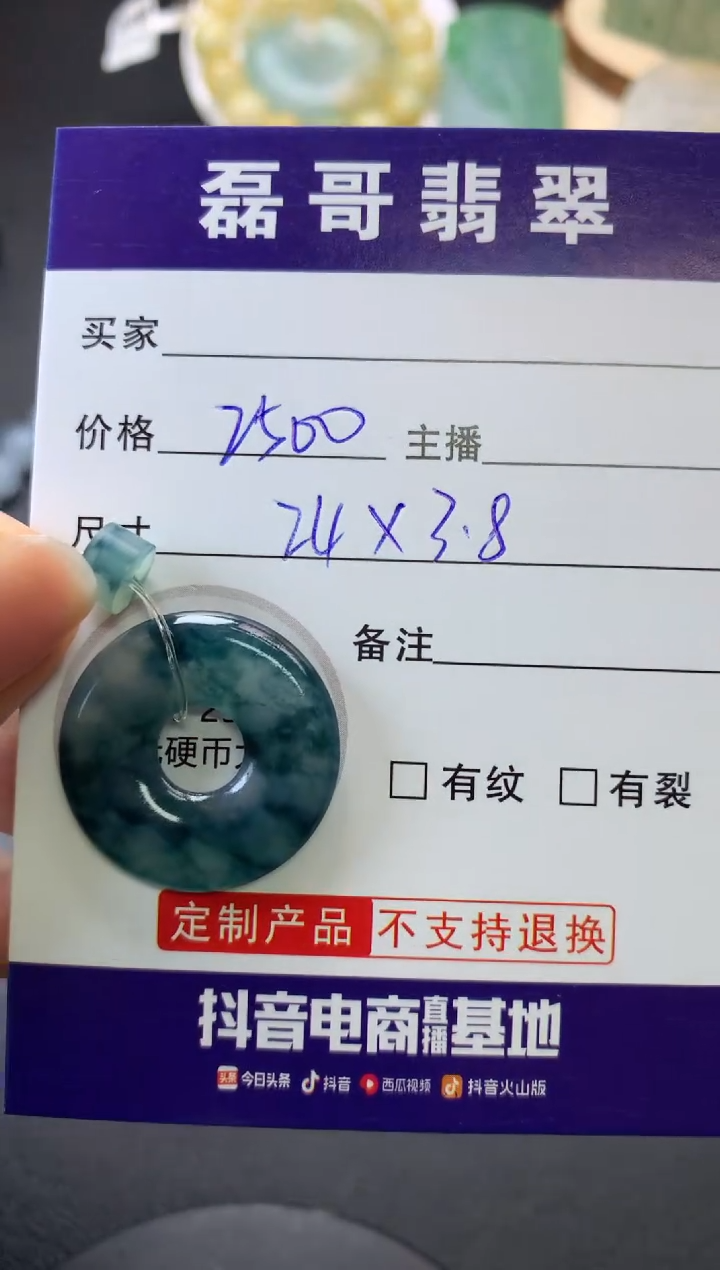 磊哥翡翠
买家
价格 2500 主播
尺寸 24×3.8
备注
硬币
□有纹 □有裂
定制产品 不支持退换
抖音电商直播基地
头条 今日头条 抖音 西瓜视频 抖音火山版